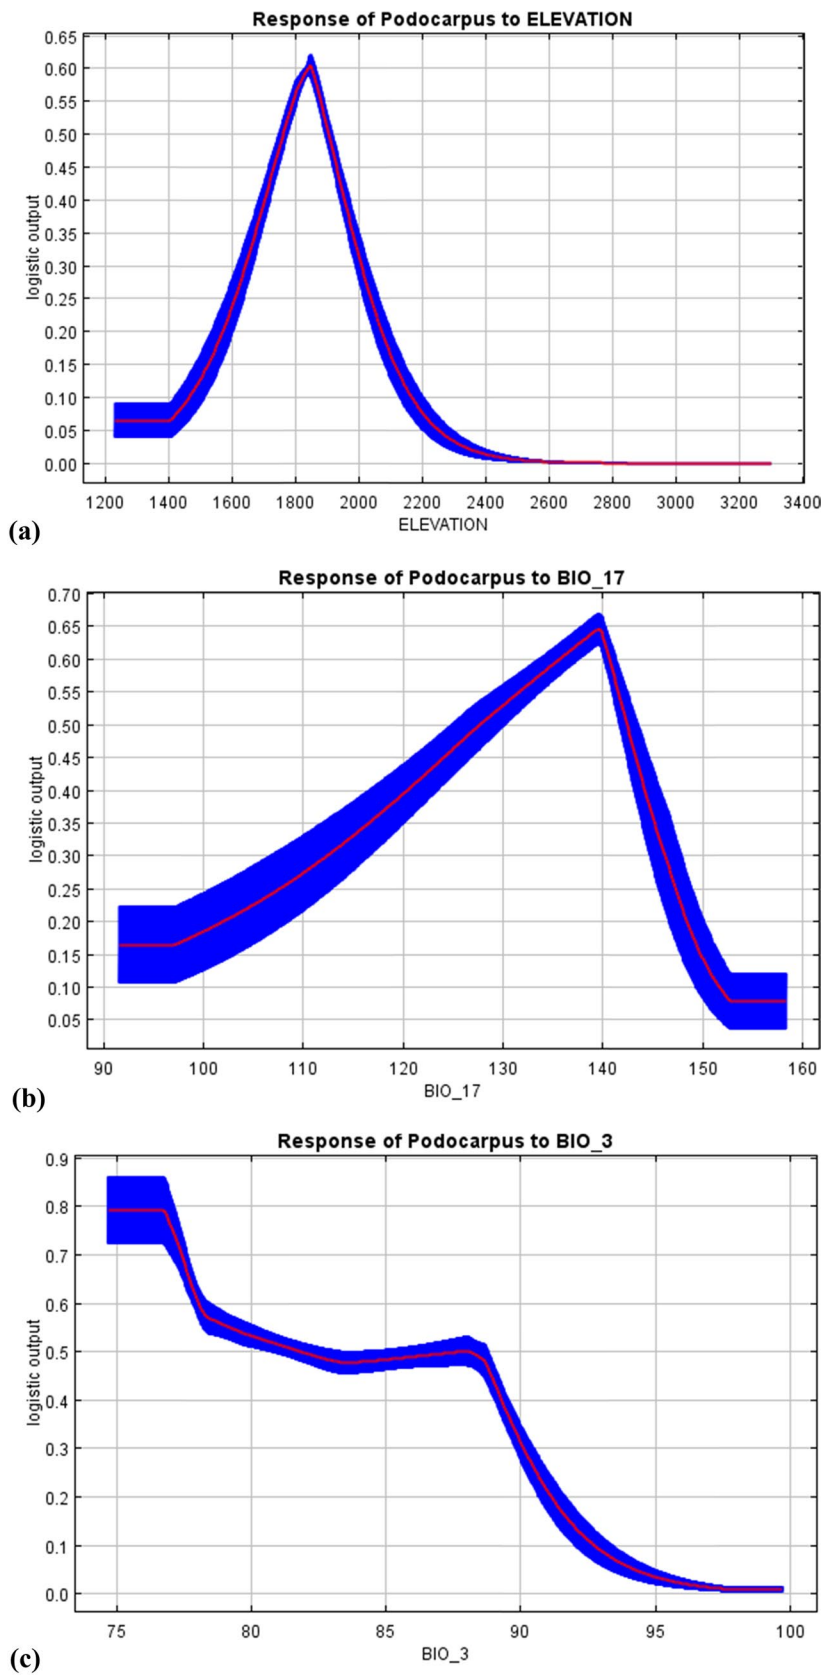 Response of Podocarpus to ELEVATION
0.65
0.60
0.55
0.50
0.45
0.40
0.35
0.30
0.25
0.20
0.15
0.10
0.05
0.00
logistic output
1200 1400 1600 1800 2000 2200 2400 2600 2800 3000 3200 3400
ELEVATION
(a)
Response of Podocarpus to BIO_17
0.70
0.65
0.60
0.55
0.50
0.45
0.40
0.35
0.30
0.25
0.20
0.15
0.10
0.05
logistic output
90 100 110 120 130 140 150 160
BIO_17
(b)
Response of Podocarpus to BIO_3
0.9
0.8
0.7
0.6
0.5
0.4
0.3
0.2
0.1
0.0
logistic output
75 80 85 90 95 100
BIO_3
(c)